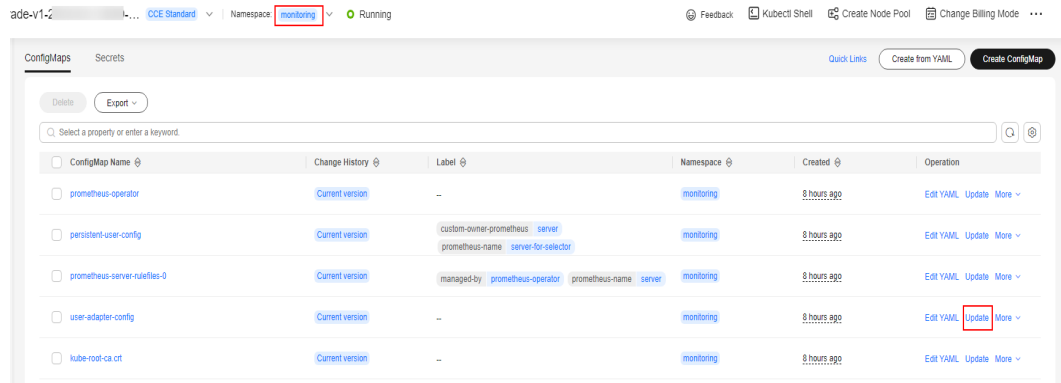 ade-v1-2 0-... CCE Standard Namespace: monitoring Running Feedback Kubectl Shell Create Node Pool Change Billing Mode ...
ConfigMaps Secrets Quick Links Create from YAML Create ConfigMap
Delete Export
Select a property or enter a keyword.
ConfigMap Name Change History Label Namespace Created Operation
prometheus-operator Current version -- monitoring 8 hours ago Edit YAML Update More
persistent-user-config Current version custom-owner-prometheus server monitoring 8 hours ago Edit YAML Update More
prometheus-name server-for-selector
prometheus-server-rulefiles-0 Current version managed-by prometheus-operator prometheus-name server monitoring 8 hours ago Edit YAML Update More
user-adapter-config Current version -- monitoring 8 hours ago Edit YAML Update More
kube-root-ca.crt Current version -- monitoring 8 hours ago Edit YAML Update More